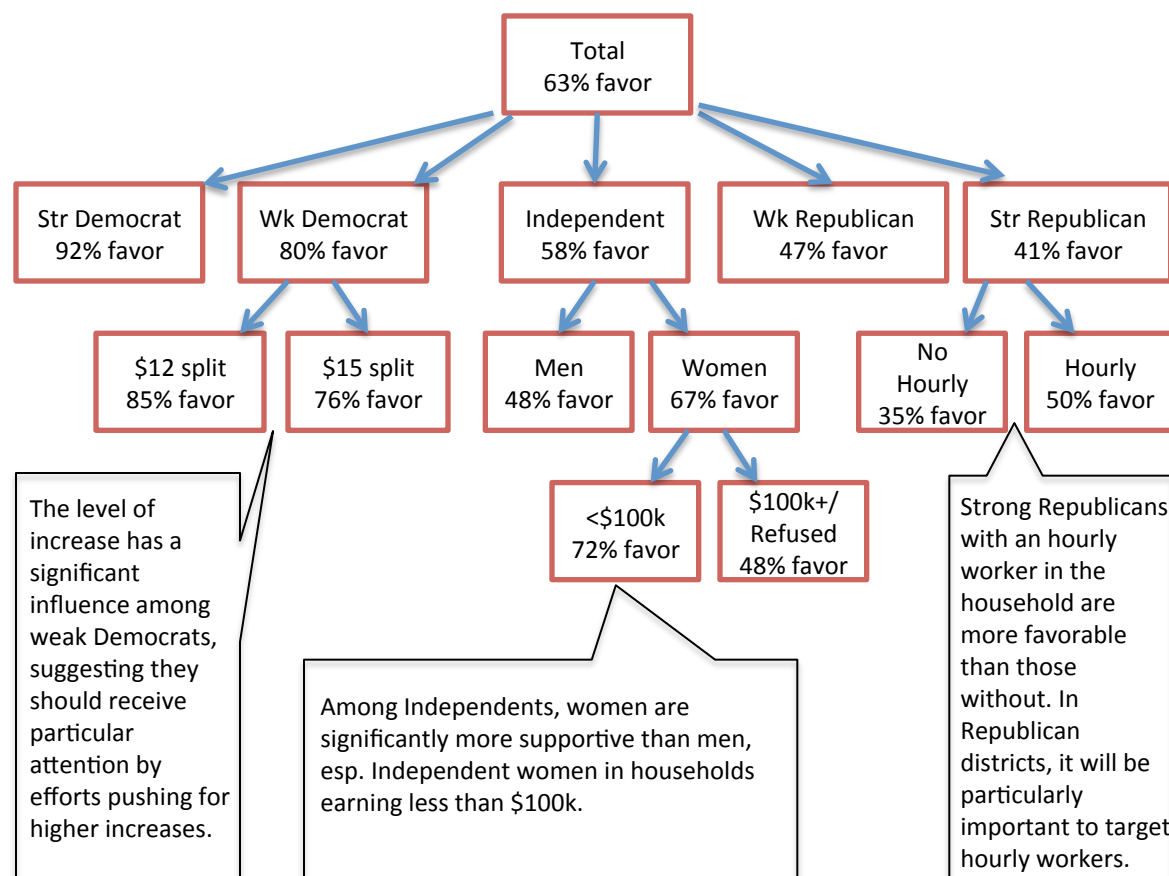 Total
63% favor
Str Democrat
92% favor
Wk Democrat
80% favor
Independent
58% favor
Wk Republican
47% favor
Str Republican
41% favor
$12 split
85% favor
$15 split
76% favor
Men
48% favor
Women
67% favor
No
Hourly
35% favor
Hourly
50% favor
<$100k
72% favor
$100k+/
Refused
48% favor
The level of
increase has a
significant
influence among
weak Democrats,
suggesting they
should receive
particular
attention by
efforts pushing for
higher increases.
Among Independents, women are
significantly more supportive than men,
esp. Independent women in households
earning less than $100k.
Strong Republicans
with an hourly
worker in the
household are
more favorable
than those
without. In
Republican
districts, it will be
particularly
important to target
hourly workers.